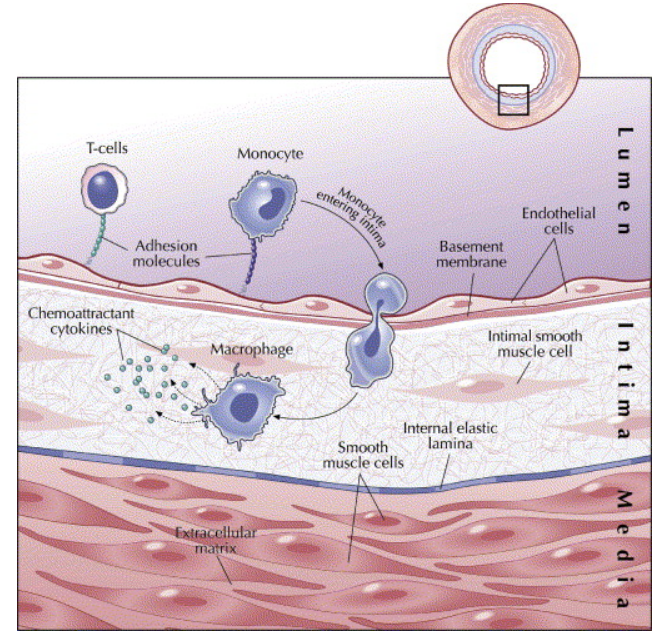 T-cells
Monocyte
Monocyte
entering intima
Adhesion
molecules
Endothelial
cells
Basement
membrane
Lumen
Chemoattractant
cytokines
Macrophage
Intimal smooth
muscle cell
Intima
Internal elastic
lamina
Smooth
muscle cells
Extracellular
matrix
Media